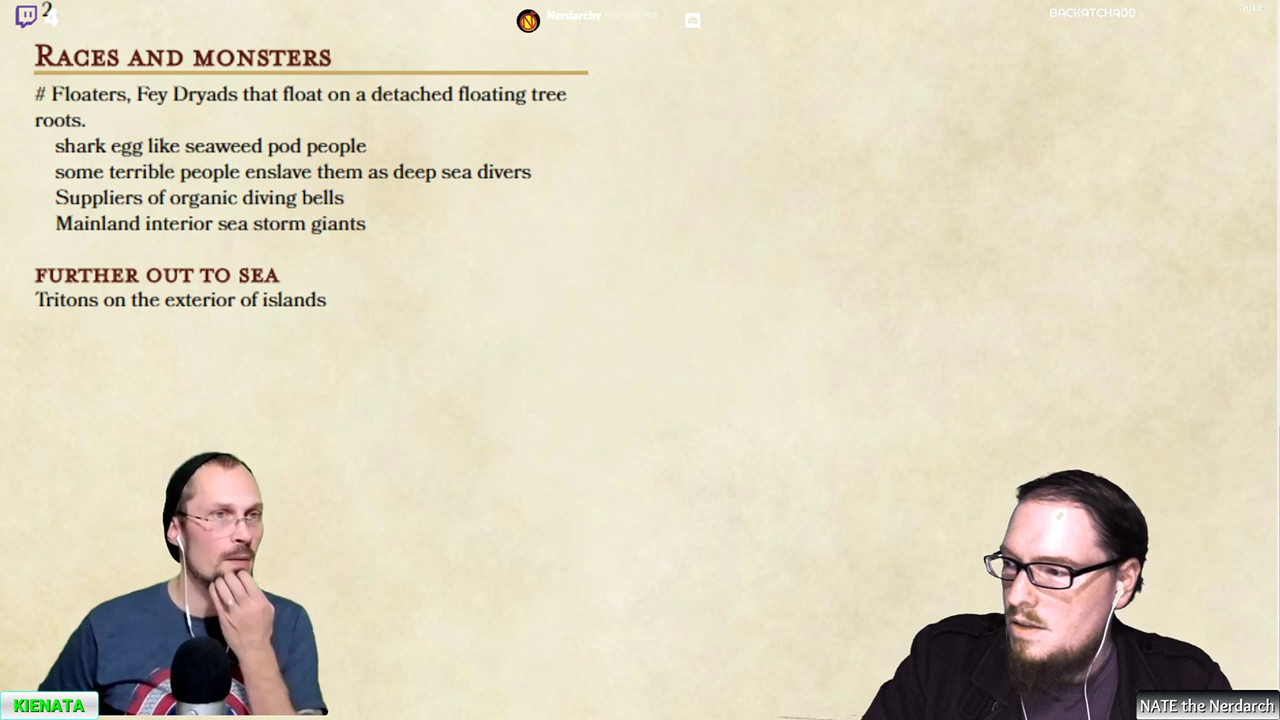 2
4
Nerdarchy
BACKATCHA00
Races and monsters
# Floaters, Fey Dryads that float on a detached floating tree
roots.
shark egg like seaweed pod people
some terrible people enslave them as deep sea divers
Suppliers of organic diving bells
Mainland interior sea storm giants
Further out to sea
Tritons on the exterior of islands
KIENATA
NATE the Nerdarch